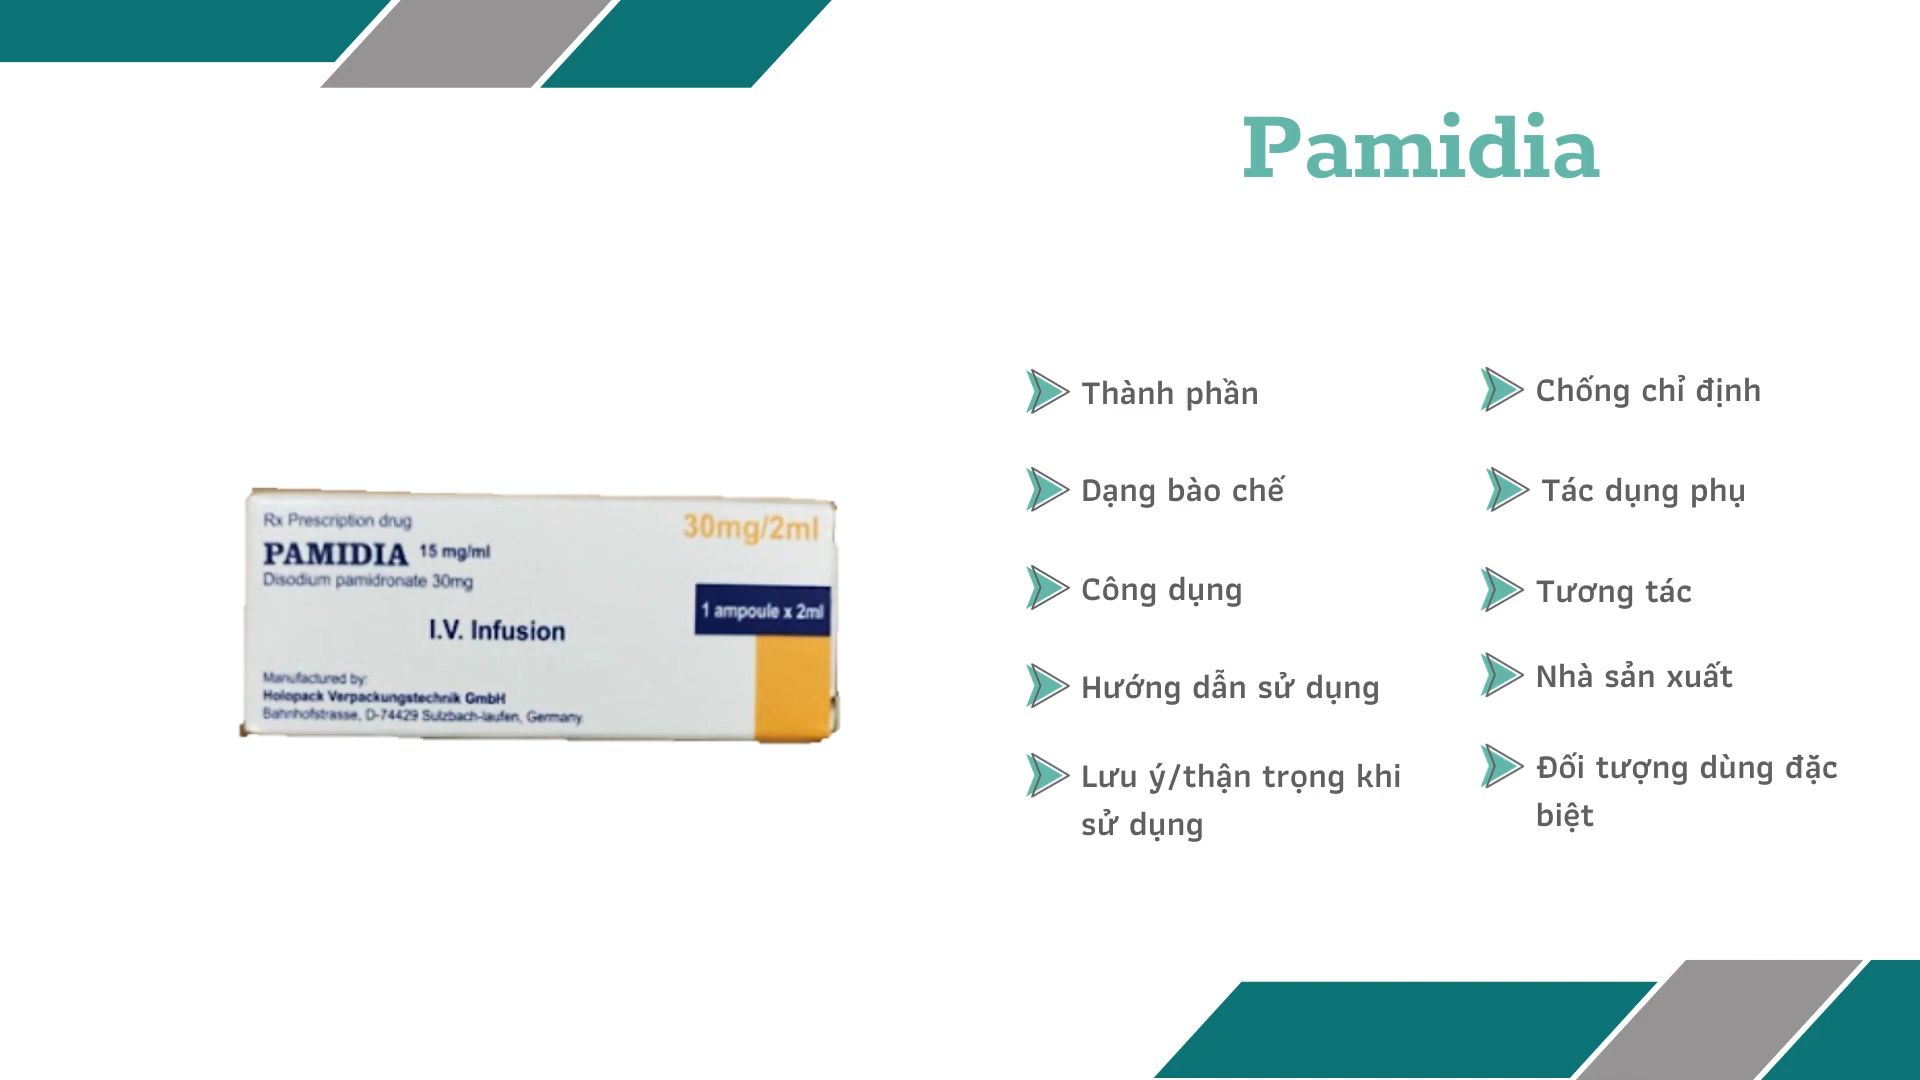 Pamidia
Rx Prescription drug
30mg/2ml
PAMIDIA 15 mg/ml
Disodium pamidronate 30mg
1 ampoule x 2ml
I.V. Infusion
Manufactured by:
Holopack Verpackungstechnik GmbH
Bahnhofstrasse, D-74429 Sulzbach-laufen, Germany.
Thành phần
Dạng bào chế
Công dụng
Hướng dẫn sử dụng
Lưu ý/thận trọng khi
sử dụng
Chống chỉ định
Tác dụng phụ
Tương tác
Nhà sản xuất
Đối tượng dùng đặc
biệt